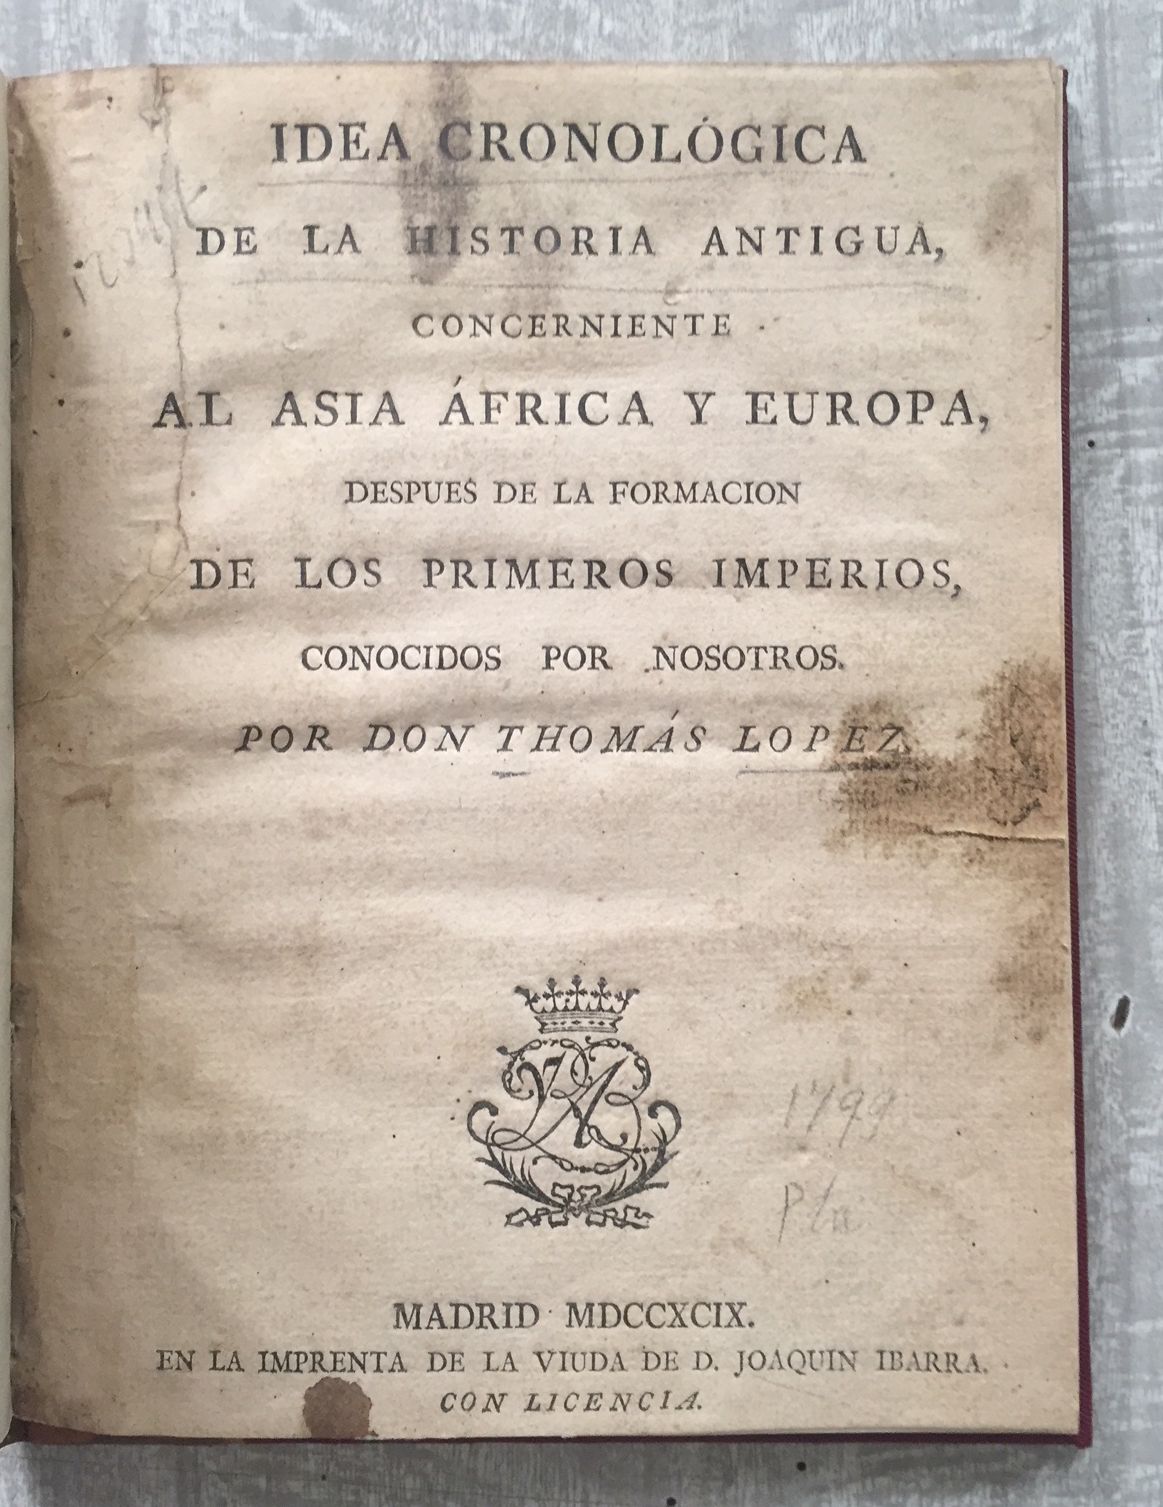 IDEA CRONOLÓGICA
DE LA HISTORIA ANTIGUA,
CONCERNIENTE
AL ASIA ÁFRICA Y EUROPA,
DESPUES DE LA FORMACION
DE LOS PRIMEROS IMPERIOS,
CONOCIDOS POR NOSOTROS.
POR DON THOMÁS LOPEZ.
1799
MADRID MDCCXCIX.
EN LA IMPRENTA DE LA VIUDA DE D. JOAQUIN IBARRA.
CON LICENCIA.